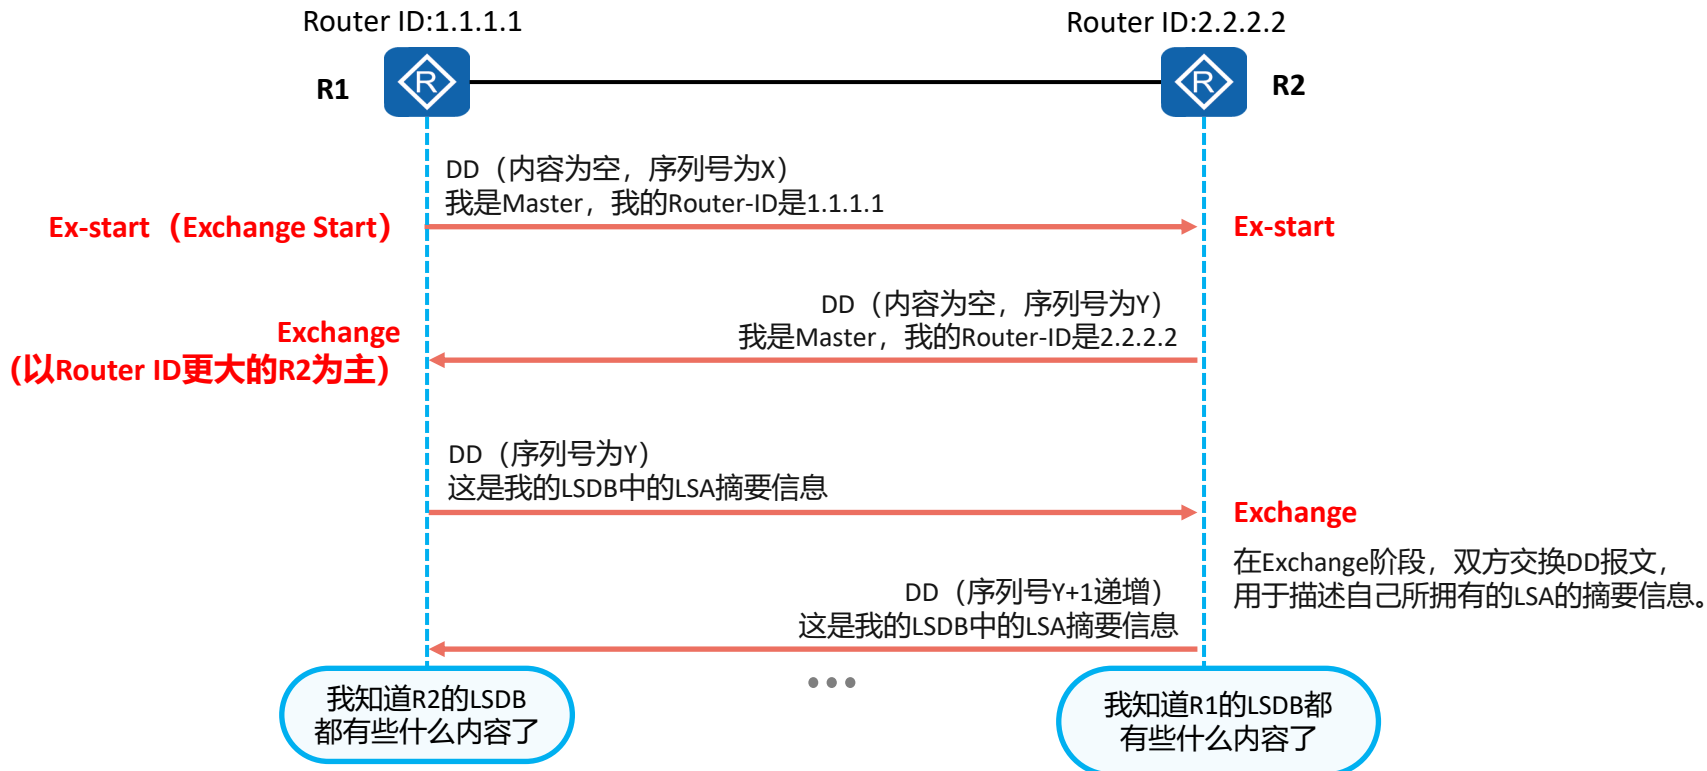 Router ID:1.1.1.1
Router ID:2.2.2.2
R1
R
R
R2
DD（内容为空，序列号为X）
我是Master，我的Router-ID是1.1.1.1
Ex-start（Exchange Start）
Ex-start
DD（内容为空，序列号为Y）
我是Master，我的Router-ID是2.2.2.2
Exchange
(以Router ID更大的R2为主）
DD（序列号为Y）
这是我的LSDB中的LSA摘要信息
Exchange
在Exchange阶段，双方交换DD报文，
用于描述自己所拥有的LSA的摘要信息。
DD（序列号Y+1递增）
这是我的LSDB中的LSA摘要信息
•••
我知道R2的LSDB
都有些什么内容了
我知道R1的LSDB都
有些什么内容了